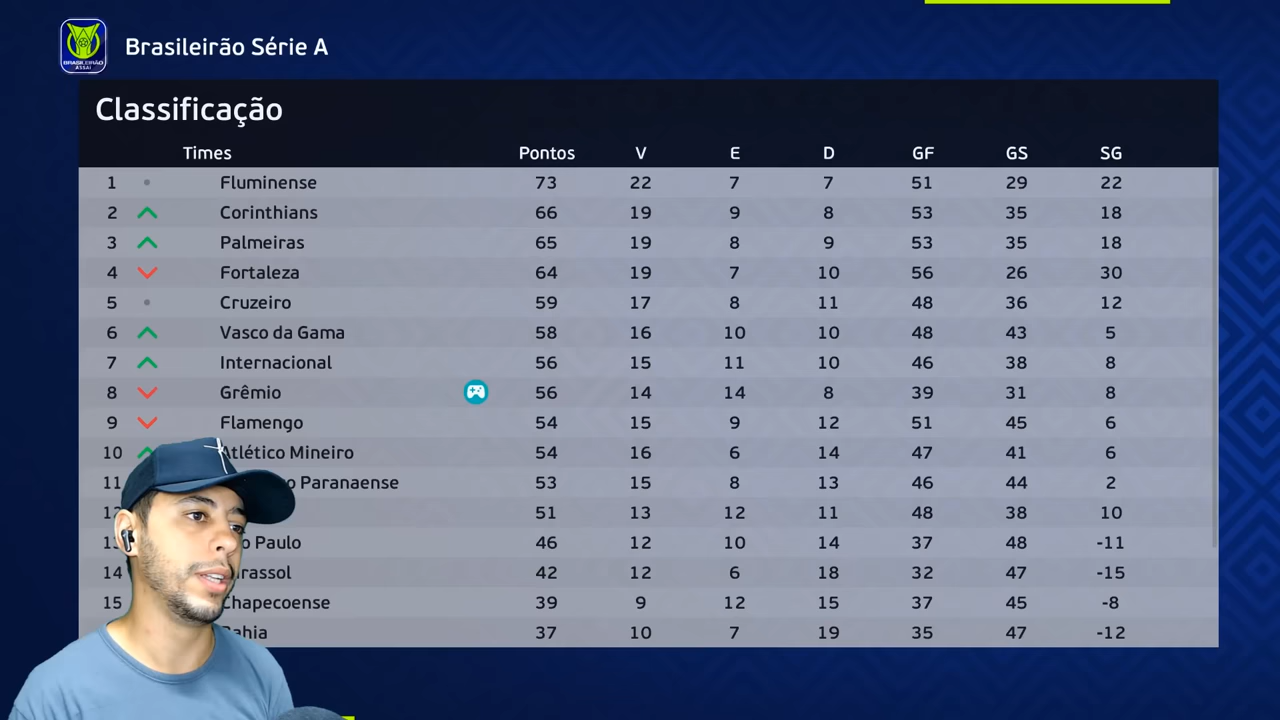 BRASILEIRÃO
ASSAÍ
Brasileirão Série A
Classificação
Times Pontos V E D GF GS SG
1 Fluminense 73 22 7 7 51 29 22
2 Corinthians 66 19 9 8 53 35 18
3 Palmeiras 65 19 8 9 53 35 18
4 Fortaleza 64 19 7 10 56 26 30
5 Cruzeiro 59 17 8 11 48 36 12
6 Vasco da Gama 58 16 10 10 48 43 5
7 Internacional 56 15 11 10 46 38 8
8 Grêmio 56 14 14 8 39 31 8
9 Flamengo 54 15 9 12 51 45 6
10 Atlético Mineiro 54 16 6 14 47 41 6
11 Paranaense 53 15 8 13 46 44 2
12 51 13 12 11 48 38 10
13 Paulo 46 12 10 14 37 48 -11
14 42 12 6 18 32 47 -15
15 Chapecoense 39 9 12 15 37 45 -8
Bahia 37 10 7 19 35 47 -12